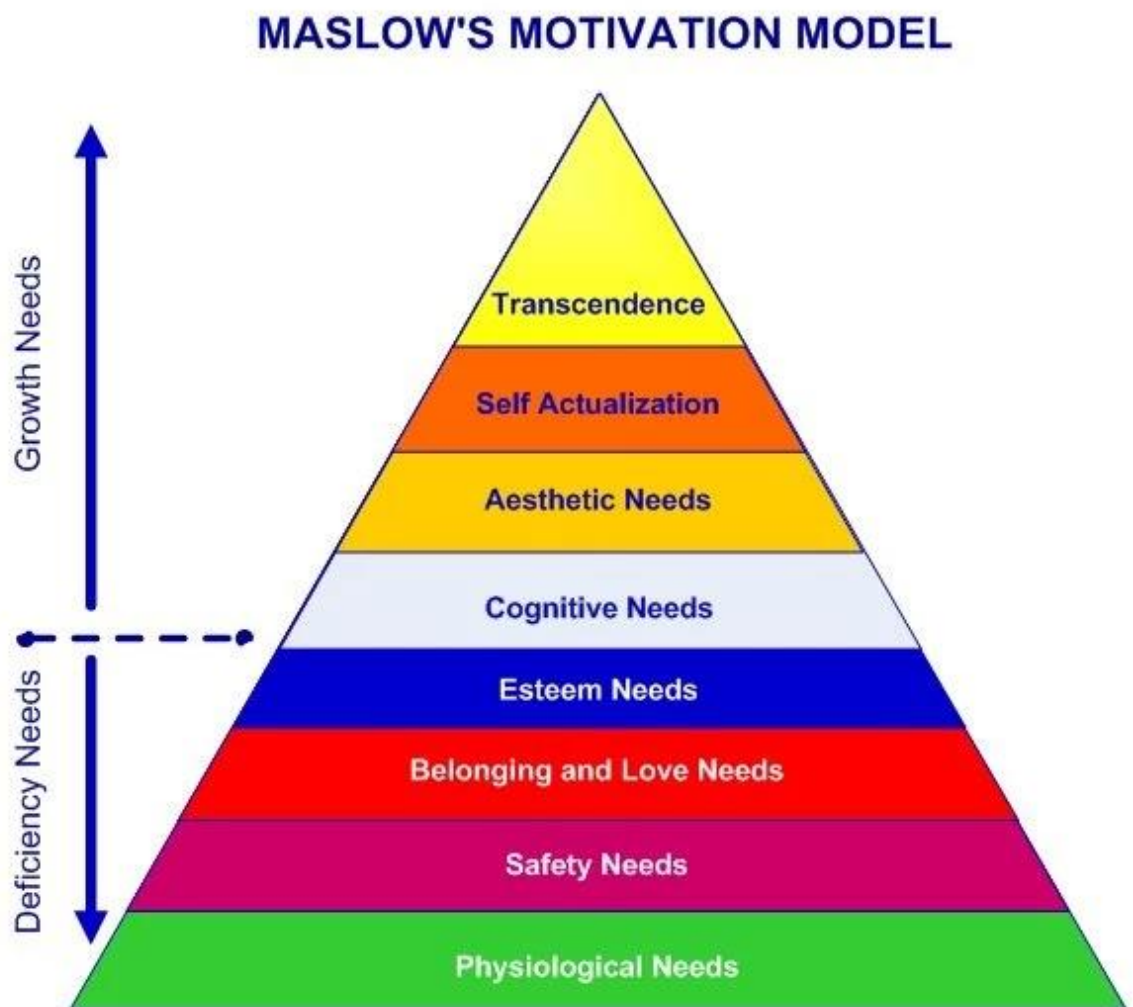 MASLOW'S MOTIVATION MODEL
Growth Needs
Deficiency Needs
Transcendence
Self Actualization
Aesthetic Needs
Cognitive Needs
Esteem Needs
Belonging and Love Needs
Safety Needs
Physiological Needs